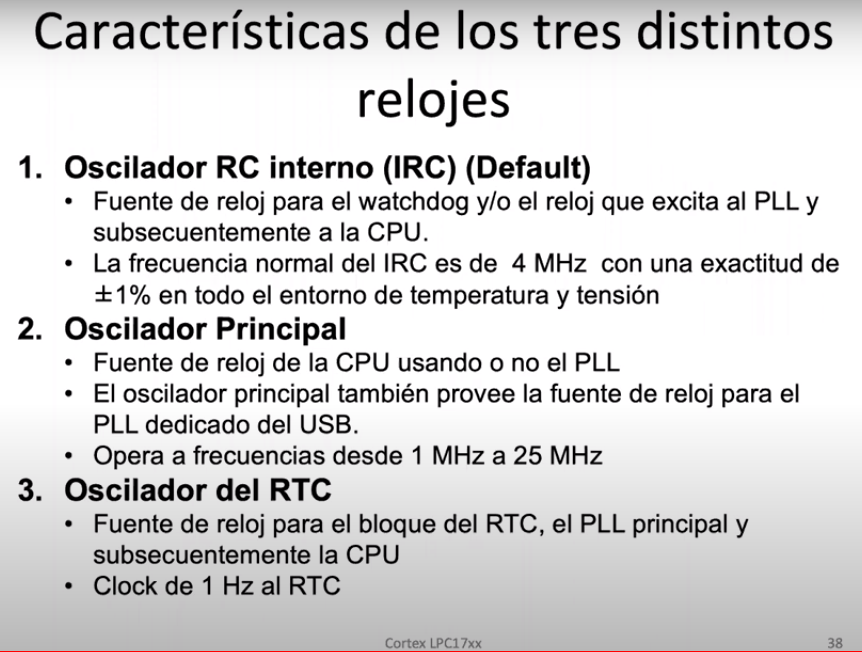 Características de los tres distintos
relojes
1. Oscilador RC interno (IRC) (Default)
• Fuente de reloj para el watchdog y/o el reloj que excita al PLL y
subsecuentemente a la CPU.
• La frecuencia normal del IRC es de 4 MHz con una exactitud de
±1% en todo el entorno de temperatura y tensión
2. Oscilador Principal
• Fuente de reloj de la CPU usando o no el PLL
• El oscilador principal también provee la fuente de reloj para el
PLL dedicado del USB.
• Opera a frecuencias desde 1 MHz a 25 MHz
3. Oscilador del RTC
• Fuente de reloj para el bloque del RTC, el PLL principal y
subsecuentemente la CPU
• Clock de 1 Hz al RTC
Cortex LPC17xx
38